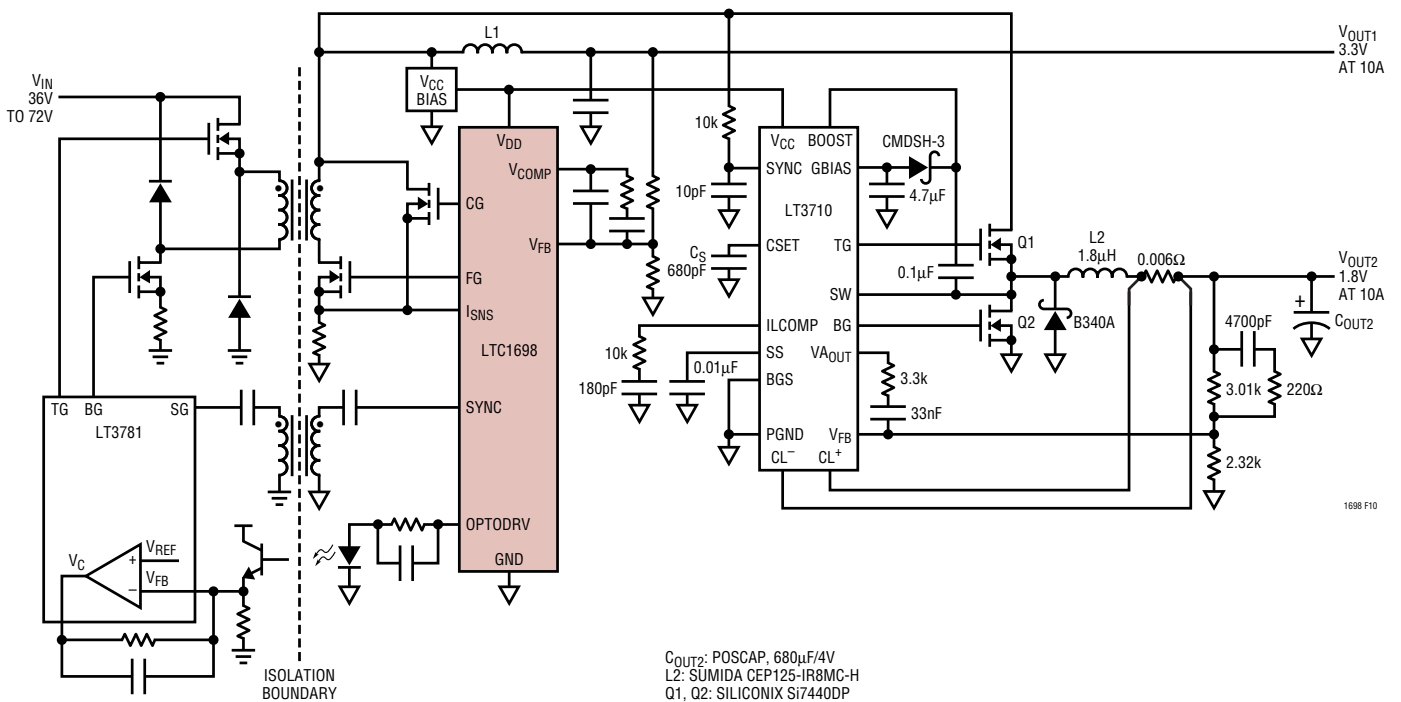 L1
VOUT1
3.3V
AT 10A
VIN
36V
TO 72V
VCC
BIAS
VDD
VCOMP
CG
VFB
FG
ISNS
LTC1698
SYNC
OPTODRV
GND
10k
10pF
CS
680pF
VCC
BOOST
SYNC
GBIAS
LT3710
CSET
TG
SW
ILCOMP
BG
SS
VAOUT
BGS
PGND
VFB
CL–
CL+
CMDSH-3
4.7µF
0.1µF
Q1
Q2
L2
1.8µH
0.006Ω
B340A
VOUT2
1.8V
AT 10A
+
COUT2
4700pF
3.01k
220Ω
2.32k
10k
180pF
0.01µF
3.3k
33nF
TG
BG
SG
LT3781
VC
VREF
+
VFB
–
ISOLATION
BOUNDARY
COUT2: POSCAP, 680µF/4V
L2: SUMIDA CEP125-IR8MC-H
Q1, Q2: SILICONIX Si7440DP
1698 F10